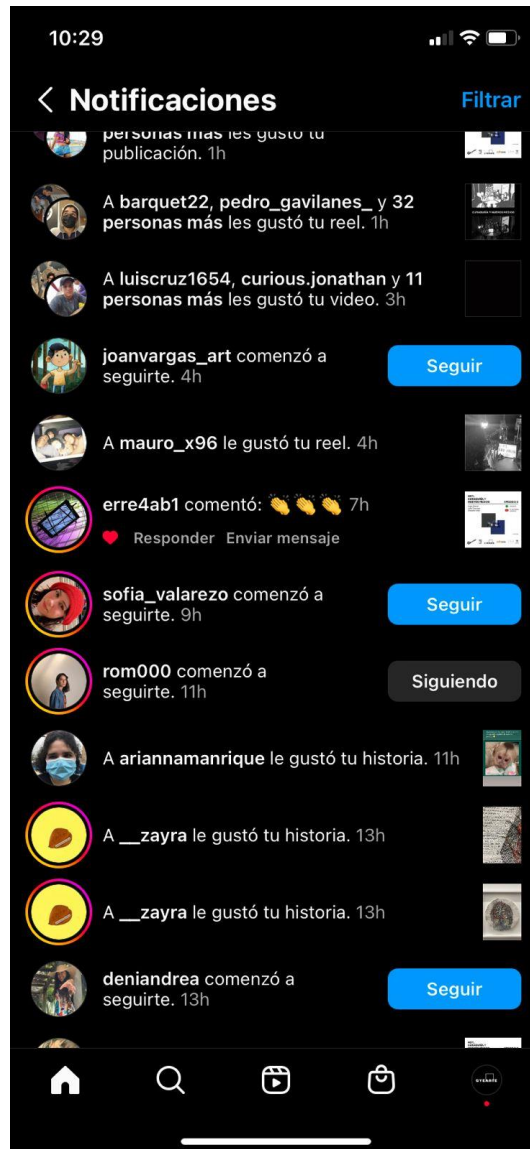 10:29
Notificaciones
Filtrar
personas más les gustó tu
publicación. 1h
A barquet22, pedro_gavilanes_ y 32
personas más les gustó tu reel. 1h
A luiscruz1654, curious.jonathan y 11
personas más les gustó tu video. 3h
joanvargas_art comenzó a
seguirte. 4h
Seguir
A mauro_x96 le gustó tu reel. 4h
erre4ab1 comentó: 👏👏👏 7h
Responder Enviar mensaje
sofia_valarezo comenzó a
seguirte. 9h
Seguir
rom000 comenzó a
seguirte. 11h
Siguiendo
A ariannamanrique le gustó tu historia. 11h
A __zayra le gustó tu historia. 13h
A __zayra le gustó tu historia. 13h
deniandrea comenzó a
seguirte. 13h
Seguir